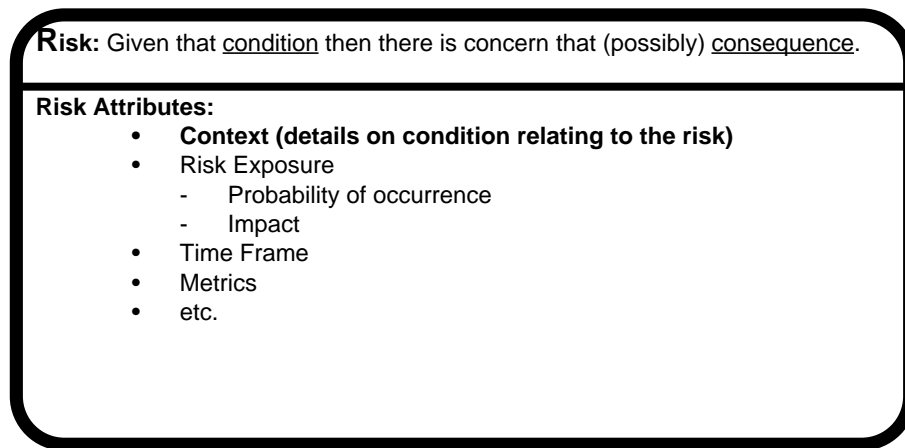 Risk: Given that condition then there is concern that (possibly) consequence.
Risk Attributes:
• Context (details on condition relating to the risk)
• Risk Exposure
- Probability of occurrence
- Impact
• Time Frame
• Metrics
• etc.